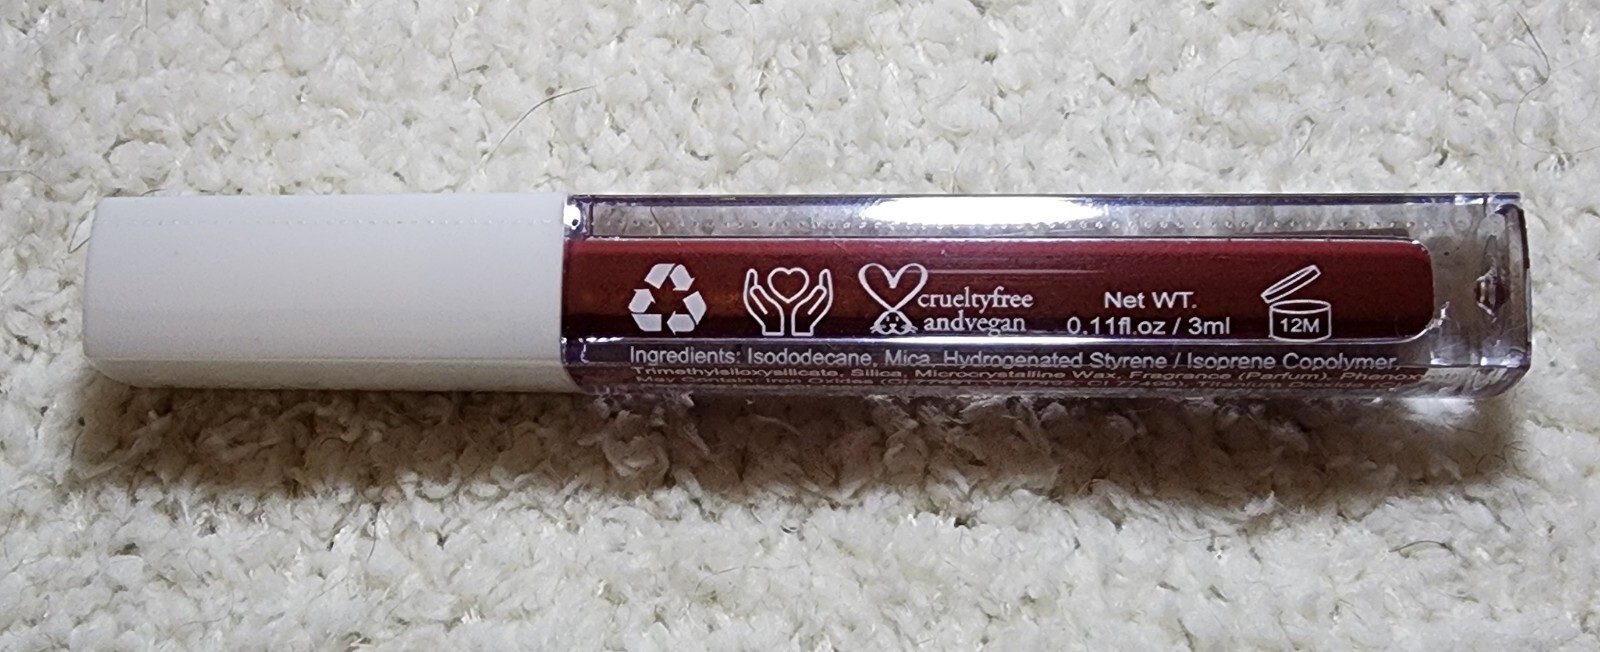 crueltyfree
andvegan
Net WT.
0.11fl.oz / 3ml
12M
Ingredients: Isododecane, Mica, Hydrogenated Styrene / Isoprene Copolymer,
Trimethylsiloxysilicate, Silica, Microcrystalline Wax, Fragrance (Parfum),
May Contain: Iron Oxides